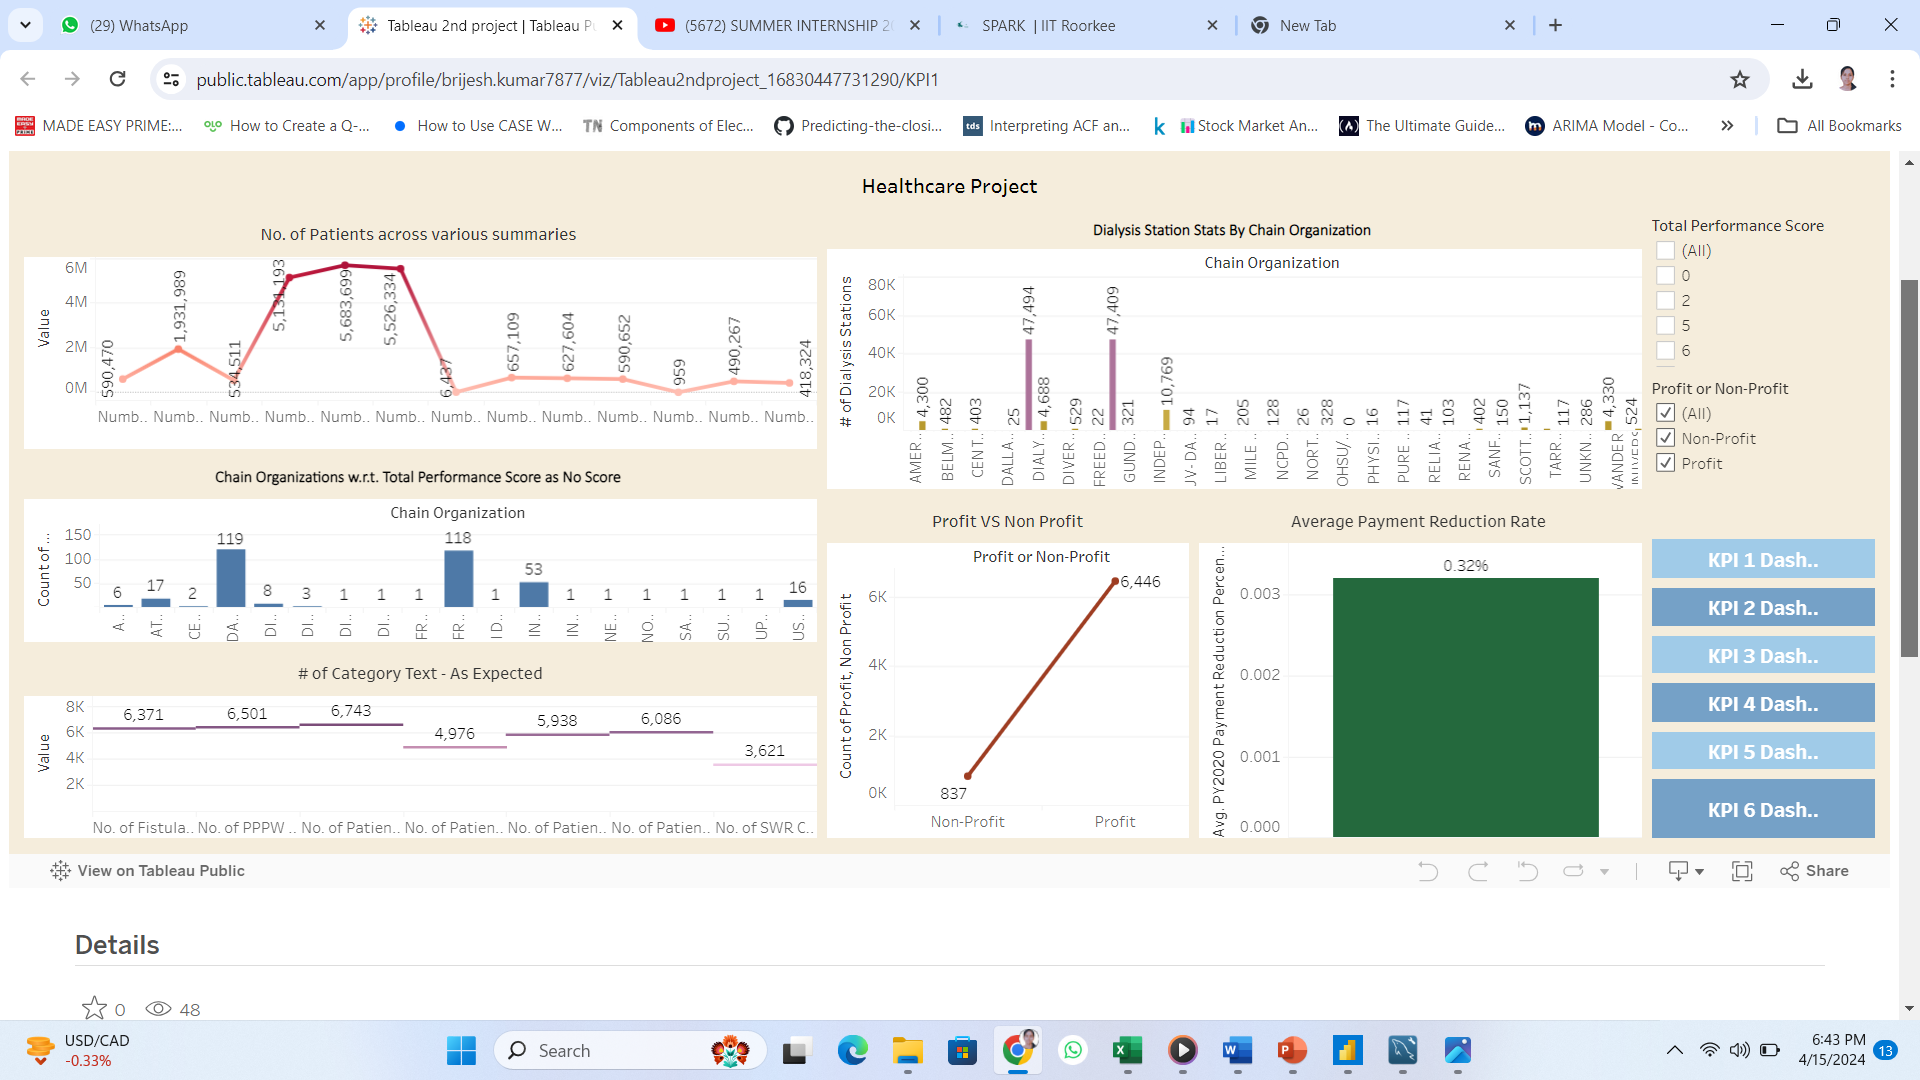 (29) WhatsApp
Tableau 2nd project | Tableau P
(5672) SUMMER INTERNSHIP 2
SPARK | IIT Roorkee
New Tab
public.tableau.com/app/profile/brijesh.kumar7877/viz/Tableau2ndproject_16830447731290/KPI1
MADE EASY PRIME:...
How to Create a Q-...
How to Use CASE W...
TN Components of Elec...
Predicting-the-closi...
tds Interpreting ACF an...
k
Stock Market An...
The Ultimate Guide...
ARIMA Model - Co...
All Bookmarks
Healthcare Project
No. of Patients across various summaries
Value
6M
4M
2M
0M
590,470
1,931,989
534,511
5,131,193
5,683,699
5,526,334
6,437
657,109
627,604
590,652
959
490,267
418,324
Numb.. Numb.. Numb.. Numb.. Numb.. Numb.. Numb.. Numb.. Numb.. Numb.. Numb.. Numb.. Numb..
Dialysis Station Stats By Chain Organization
Chain Organization
# of Dialysis Stations
80K
60K
40K
20K
0K
4,300
482
403
25
47,494
4,688
529
22
47,409
321
10,769
94
17
205
128
26
328
0
16
117
41
103
402
150
1,137
117
286
4,330
524
AMER..
BELM..
CENT..
DALLA..
DIALY..
DIVER..
FREED..
GUND..
INDEP..
JV-DA..
LIBER..
MILE ..
NCPD..
NORT..
OHSU/..
PHYSI..
PURE ..
RELIA..
RENA..
SANF..
SCOTT..
TARR..
UNKN..
VANDER
Total Performance Score
(All)
0
2
5
6
Profit or Non-Profit
(All)
Non-Profit
Profit
Chain Organizations w.r.t. Total Performance Score as No Score
Chain Organization
Count of ...
150
100
50
6 17 2 119 8 3 1 1 1 118 1 53 1 1 1 1 1 1 16
A.. AT.. CE.. DA.. DI.. DI.. DI.. DI.. FR.. FR.. I D.. IN.. IN.. NE.. NO.. SA.. SU.. UP.. US..
# of Category Text - As Expected
Value
8K
6K
4K
2K
6,371 6,501 6,743 4,976 5,938 6,086 3,621
No. of Fistula.. No. of PPPW .. No. of Patien.. No. of Patien.. No. of Patien.. No. of Patien.. No. of SWR C..
Profit VS Non Profit
Profit or Non-Profit
Count of Profit, Non Profit
6K
4K
2K
0K
6,446
837
Non-Profit Profit
Average Payment Reduction Rate
Avg. PY2020 Payment Reduction Percen...
0.32%
0.003
0.002
0.001
0.000
KPI 1 Dash..
KPI 2 Dash..
KPI 3 Dash..
KPI 4 Dash..
KPI 5 Dash..
KPI 6 Dash..
View on Tableau Public
Share
Details
0 48
USD/CAD
-0.33%
Search
6:43 PM
4/15/2024
13